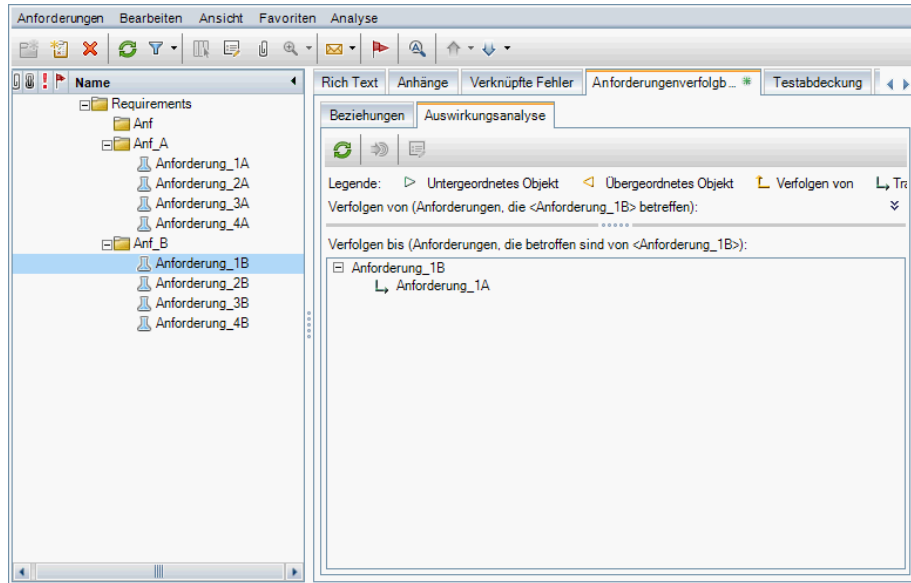 Anforderungen Bearbeiten Ansicht Favoriten Analyse
Name
Requirements
Anf
Anf_A
Anforderung_1A
Anforderung_2A
Anforderung_3A
Anforderung_4A
Anf_B
Anforderung_1B
Anforderung_2B
Anforderung_3B
Anforderung_4B
Rich Text Anhänge Verknüpfte Fehler Anforderungenverfolgb... Testabdeckung
Beziehungen Auswirkungsanalyse
Legende: Untergeordnetes Objekt Übergeordnetes Objekt Verfolgen von Tra
Verfolgen von (Anforderungen, die <Anforderung_1B> betreffen):
Verfolgen bis (Anforderungen, die betroffen sind von <Anforderung_1B>):
Anforderung_1B
Anforderung_1A